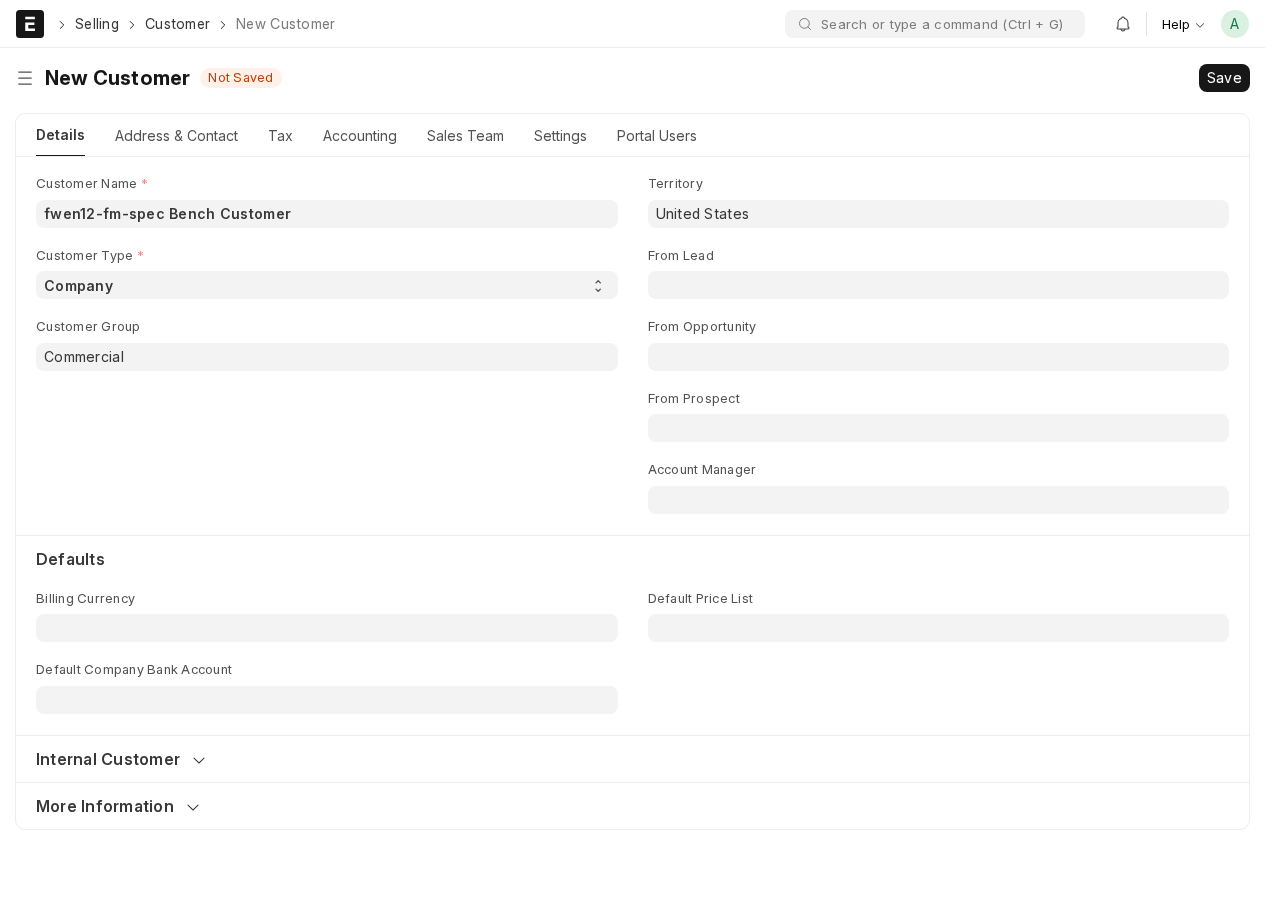 Selling
Customer
New Customer
Search or type a command (Ctrl + G)
Help
A
New Customer
Not Saved
Save
Details
Address & Contact
Tax
Accounting
Sales Team
Settings
Portal Users
Customer Name *
fwen12-fm-spec Bench Customer
Customer Type *
Company
Customer Group
Commercial
Territory
United States
From Lead
From Opportunity
From Prospect
Account Manager
Defaults
Billing Currency
Default Company Bank Account
Default Price List
Internal Customer
More Information